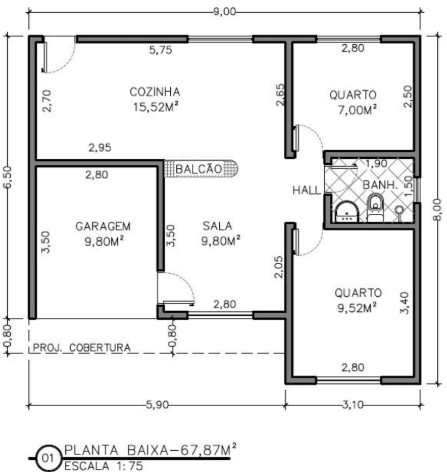 9,00
5,75
2,80
COZINHA
15,52M²
2,70
2,65
QUARTO
7,00M²
2,50
2,95
1,90
BALCÃO
BANH.
1,50
HALL
6,50
8,00
2,80
GARAGEM
9,80M²
3,50
SALA
9,80M²
3,50
2,05
2,80
QUARTO
9,52M²
3,40
0,80
0,80
PROJ. COBERTURA
2,80
5,90
3,10
01
PLANTA BAIXA-67,87M²
ESCALA 1:75